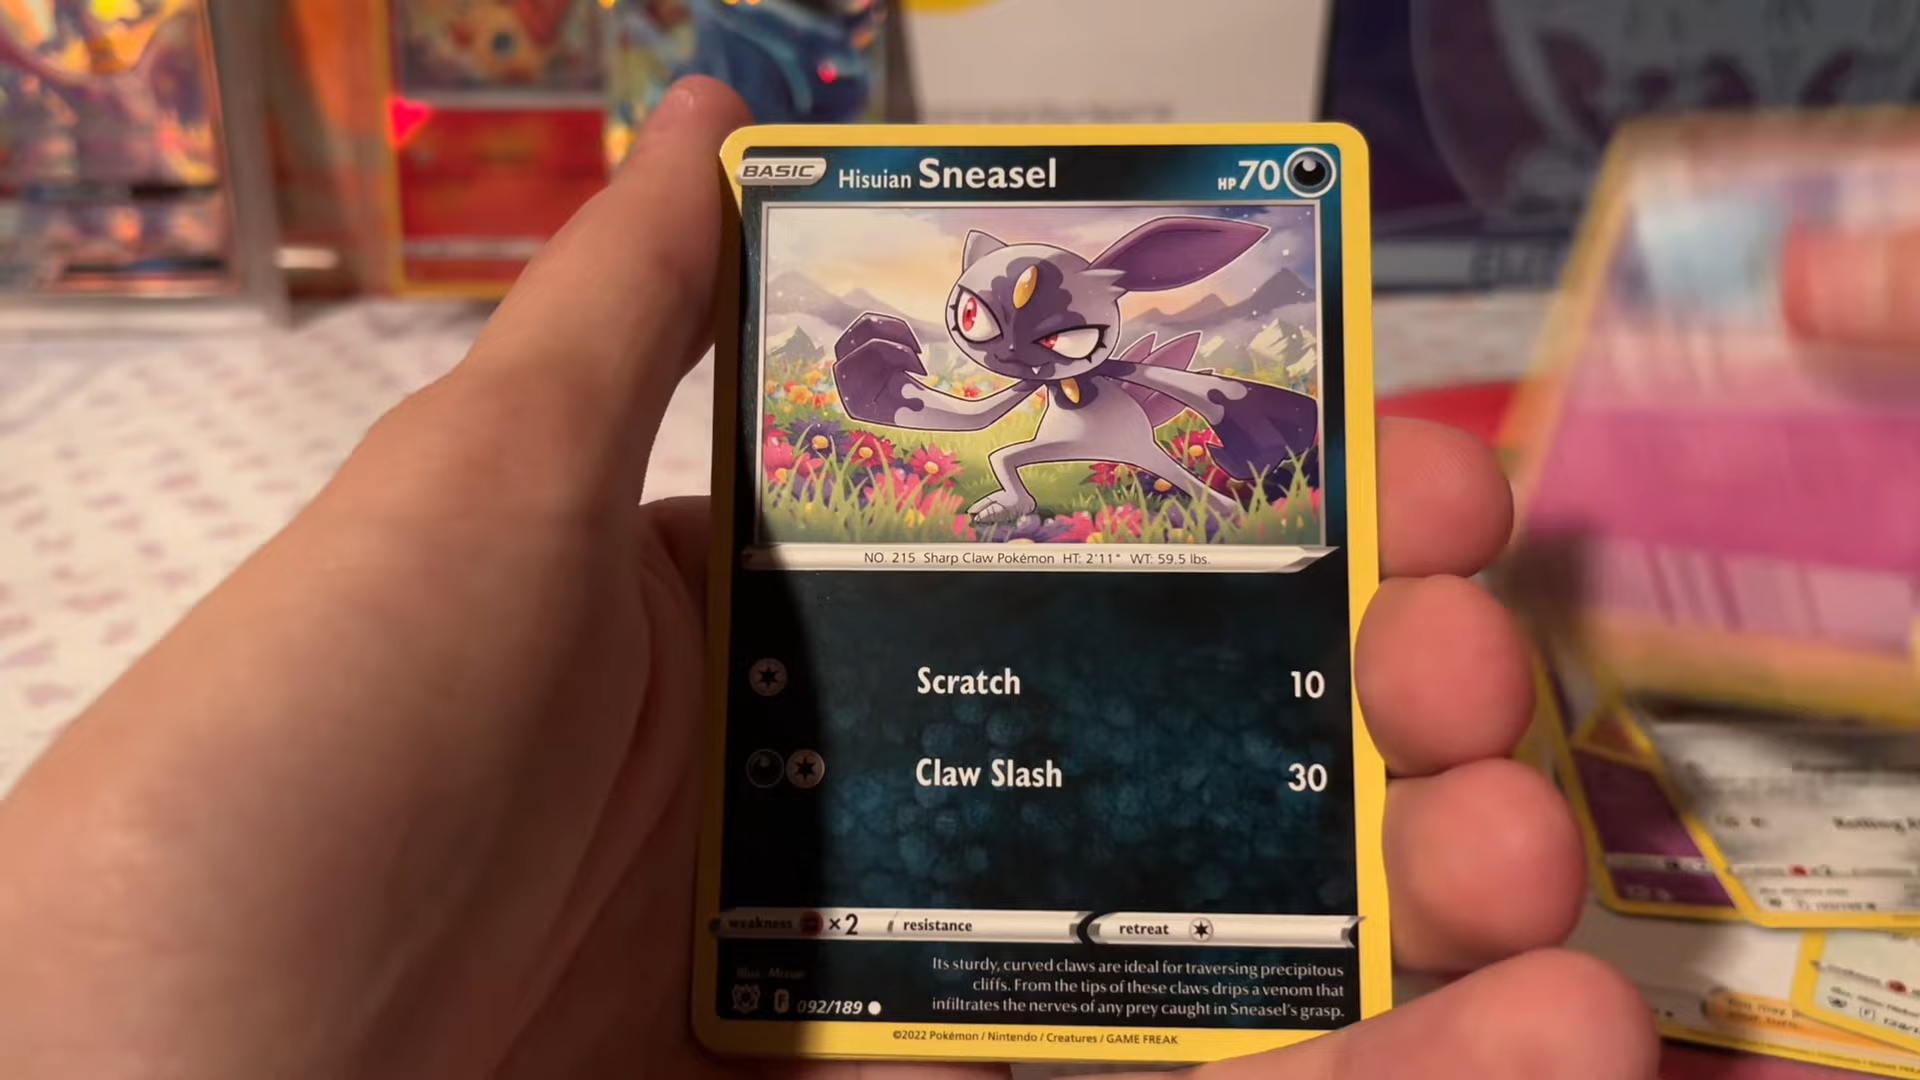 BASIC Hisuian Sneasel HP 70
NO. 215 Sharp Claw Pokémon HT: 2'11" WT: 59.5 lbs.
Scratch 10
Claw Slash 30
weakness ×2 resistance retreat
Its sturdy, curved claws are ideal for traversing precipitous
cliffs. From the tips of these claws drips a venom that
infiltrates the nerves of any prey caught in Sneasel's grasp.
Illus.
F 092/189
©2022 Pokémon / Nintendo / Creatures / GAME FREAK